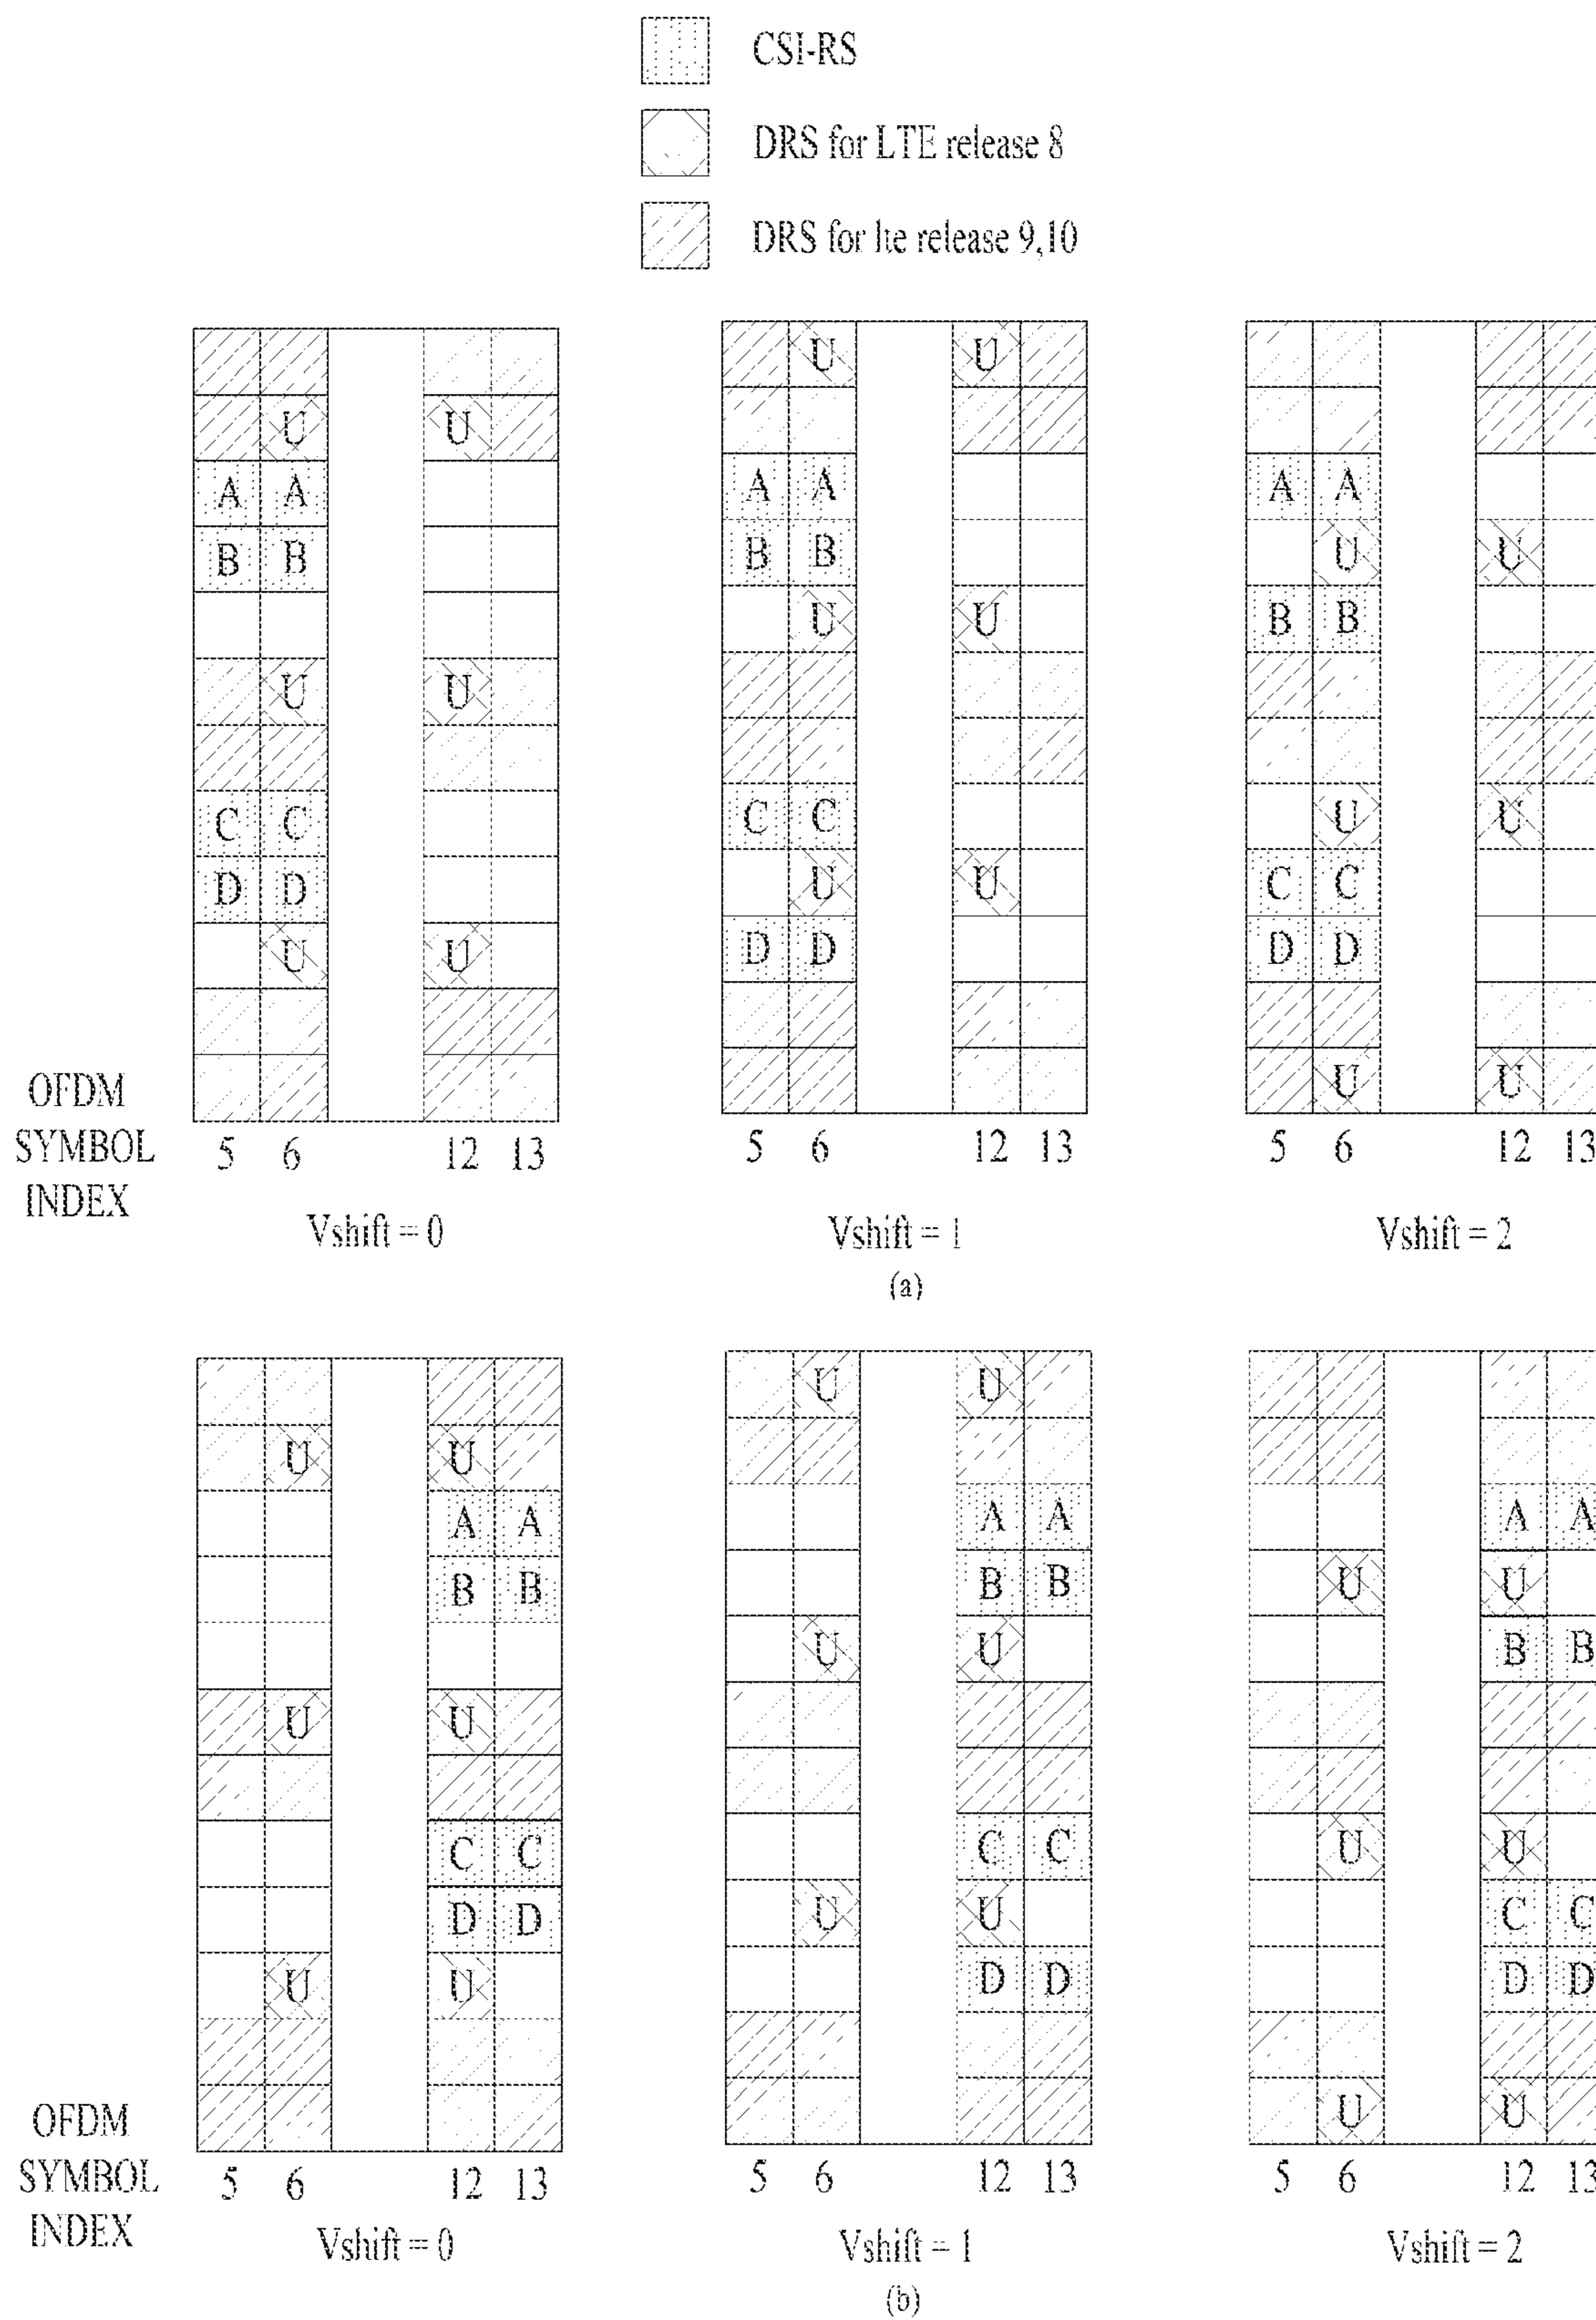 CSI-RS
DRS for LTE release 8
DRS for lte release 9,10
U U
U U
A A
B B
U U
C C
D D
U U
OFDM
SYMBOL
INDEX
5 6 12 13
Vshift = 0
U U
A A
B B
U U
C C
U U
D D
5 6 12 13
Vshift = 1
A A
U U
B B
U U
C C
D D
U U
5 6 12 13
Vshift = 2
(a)
U U
A A
B B
U U
C C
D D
U U
OFDM
SYMBOL
INDEX
5 6 12 13
Vshift = 0
U U
A A
B B
U U
C C
U U
D D
5 6 12 13
Vshift = 1
A A
U U
B B
U U
C C
D D
U U
5 6 12 13
Vshift = 2
(b)